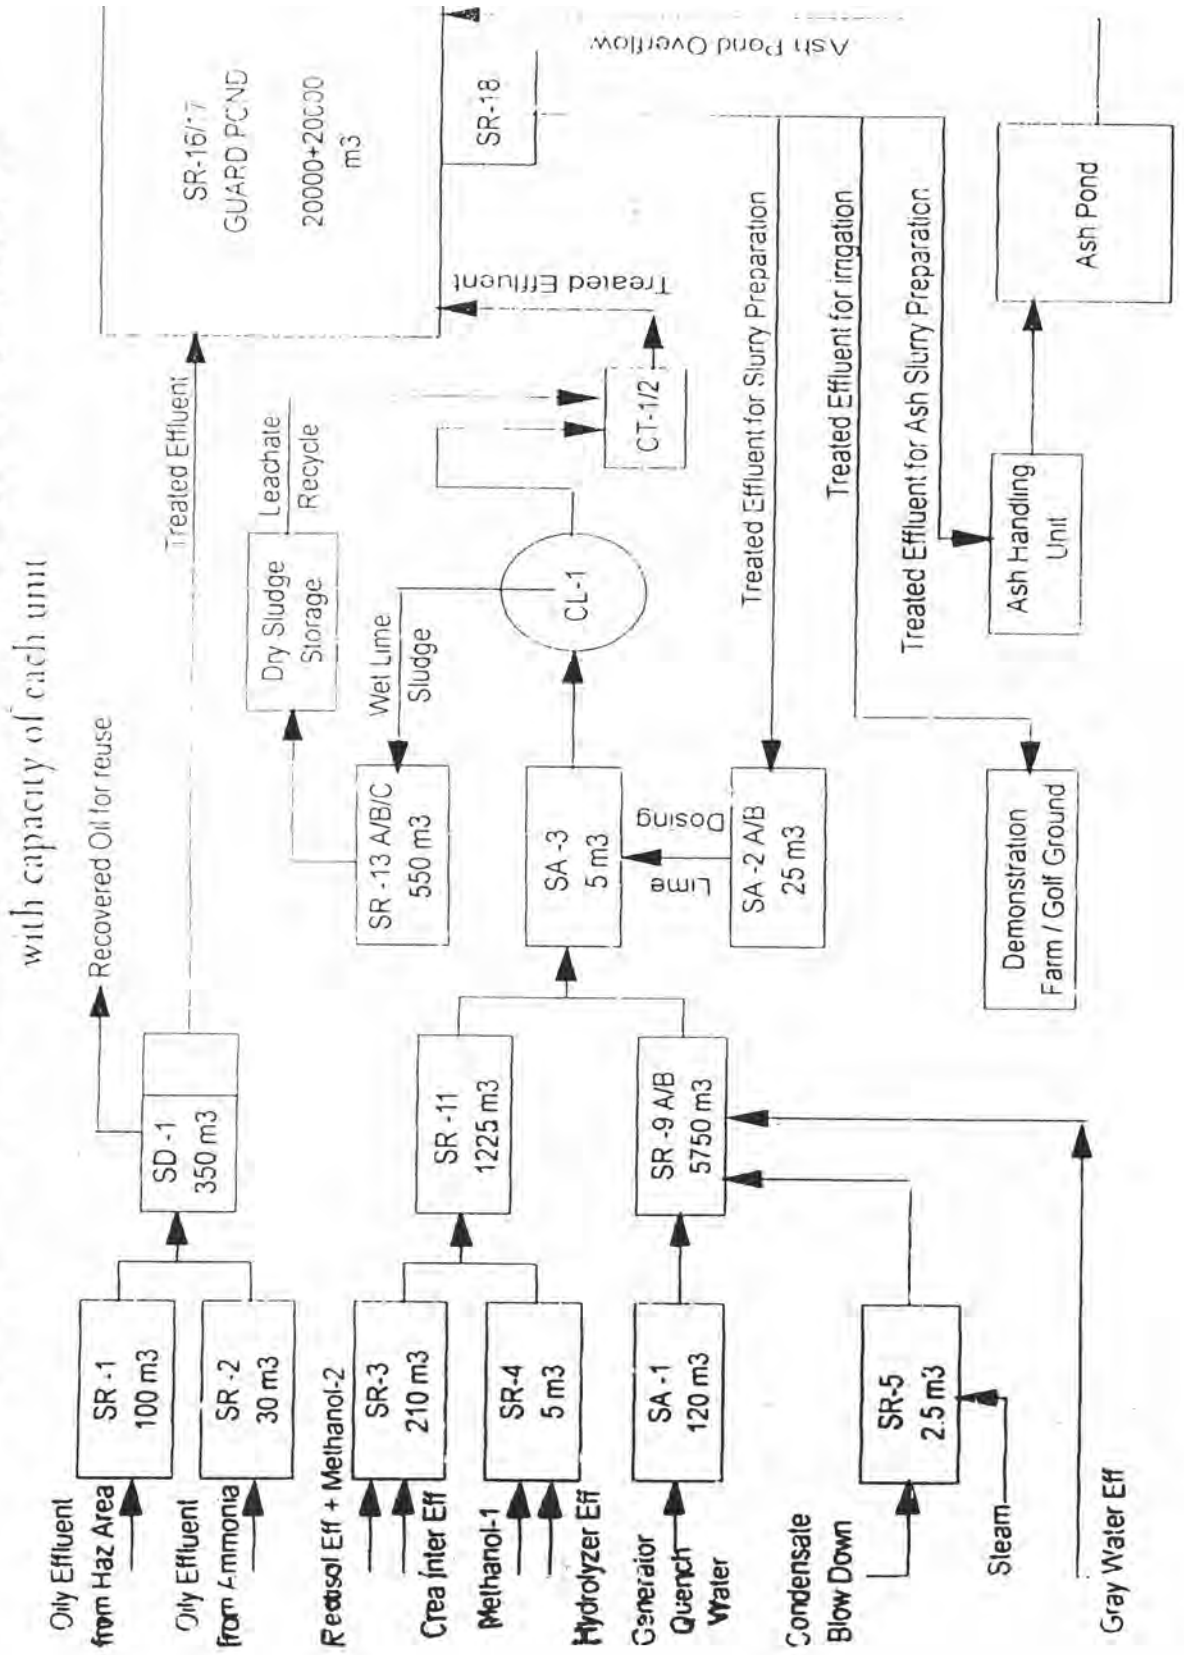 with capacity of each unit
Oily Effluent
from Haz Area
SR -1
100 m3
Oily Effluent
from Ammonia
SR -2
30 m3
SD -1
350 m3
Recovered Oil for reuse
Treated Effluent
SR-16/17
GUARD POND
20000+20000
m3
SR-18
Ash Pond Overflow
Rectisol Eff + Methanol-2
SR-3
210 m3
Inter Eff
Methanol-1
SR-4
5 m3
Hydrolyzer Eff
SR -11
1225 m3
Generator
Quench
Water
SA -1
120 m3
SR -9 A/B
5750 m3
Condensate
Blow Down
SR-5
2.5 m3
Steam
Gray Water Eff
SA -3
5 m3
Lime Dosing
SA -2 A/B
25 m3
CL-1
Wet Lime
Sludge
SR -13 A/B/C
550 m3
Dry Sludge
Storage
Leachate
Recycle
CT-1/2
Treated Effluent
Treated Effluent for Slurry Preparation
Treated Effluent for irrigation
Treated Effluent for Ash Slurry Preparation
Demonstration
Farm / Golf Ground
Ash Handling
Unit
Ash Pond